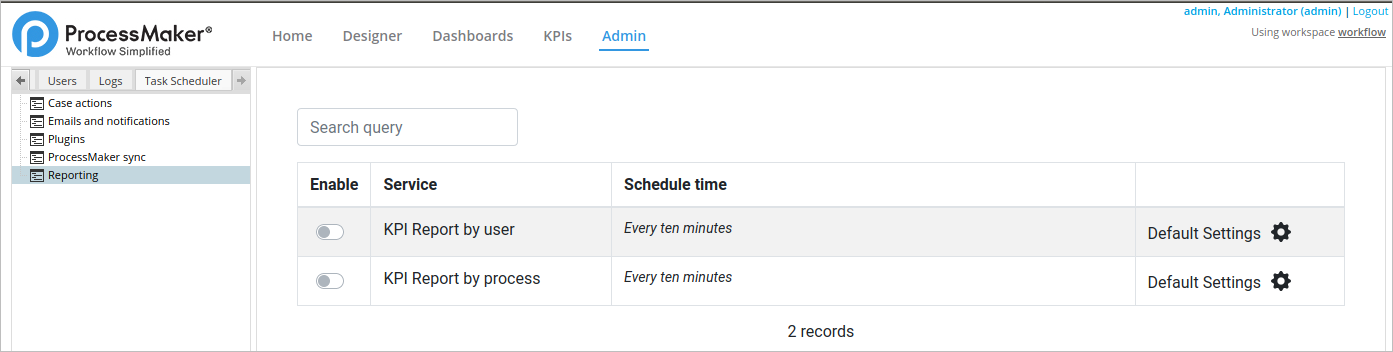 admin, Administrator (admin) | Logout
Using workspace workflow
ProcessMaker®
Workflow Simplified
Home Designer Dashboards KPIs Admin
Users Logs Task Scheduler
Case actions
Emails and notifications
Plugins
ProcessMaker sync
Reporting
Search query
Enable Service Schedule time
KPI Report by user Every ten minutes Default Settings
KPI Report by process Every ten minutes Default Settings
2 records